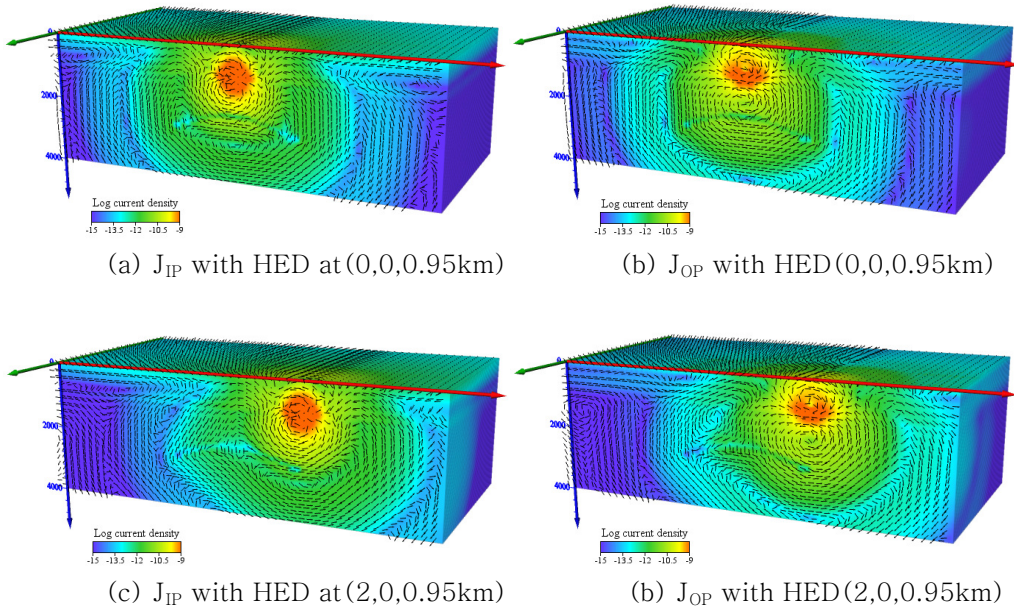 0
2000
4000
Log current density
-15 -13.5 -12 -10.5 -9
(a) J_IP with HED at(0,0,0.95km)
0
2000
4000
Log current density
-15 -13.5 -12 -10.5 -9
(b) J_OP with HED(0,0,0.95km)
0
2000
4000
Log current density
-15 -13.5 -12 -10.5 -9
(c) J_IP with HED at(2,0,0.95km)
0
2000
4000
Log current density
-15 -13.5 -12 -10.5 -9
(b) J_OP with HED(2,0,0.95km)